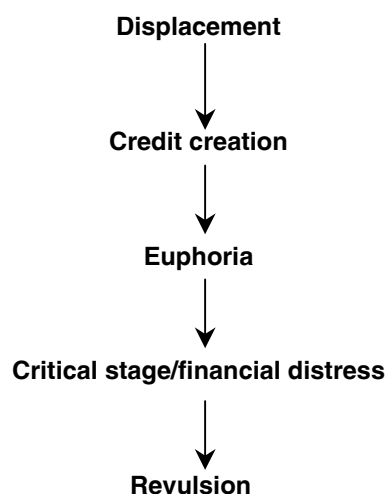 Displacement
Credit creation
Euphoria
Critical stage/financial distress
Revulsion